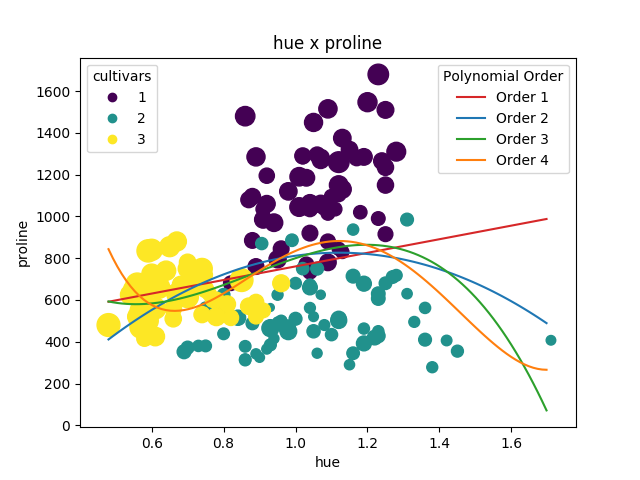 hue x proline
cultivars
1
2
3
Polynomial Order
Order 1
Order 2
Order 3
Order 4
proline
1600
1400
1200
1000
800
600
400
200
0
0.6 0.8 1.0 1.2 1.4 1.6
hue